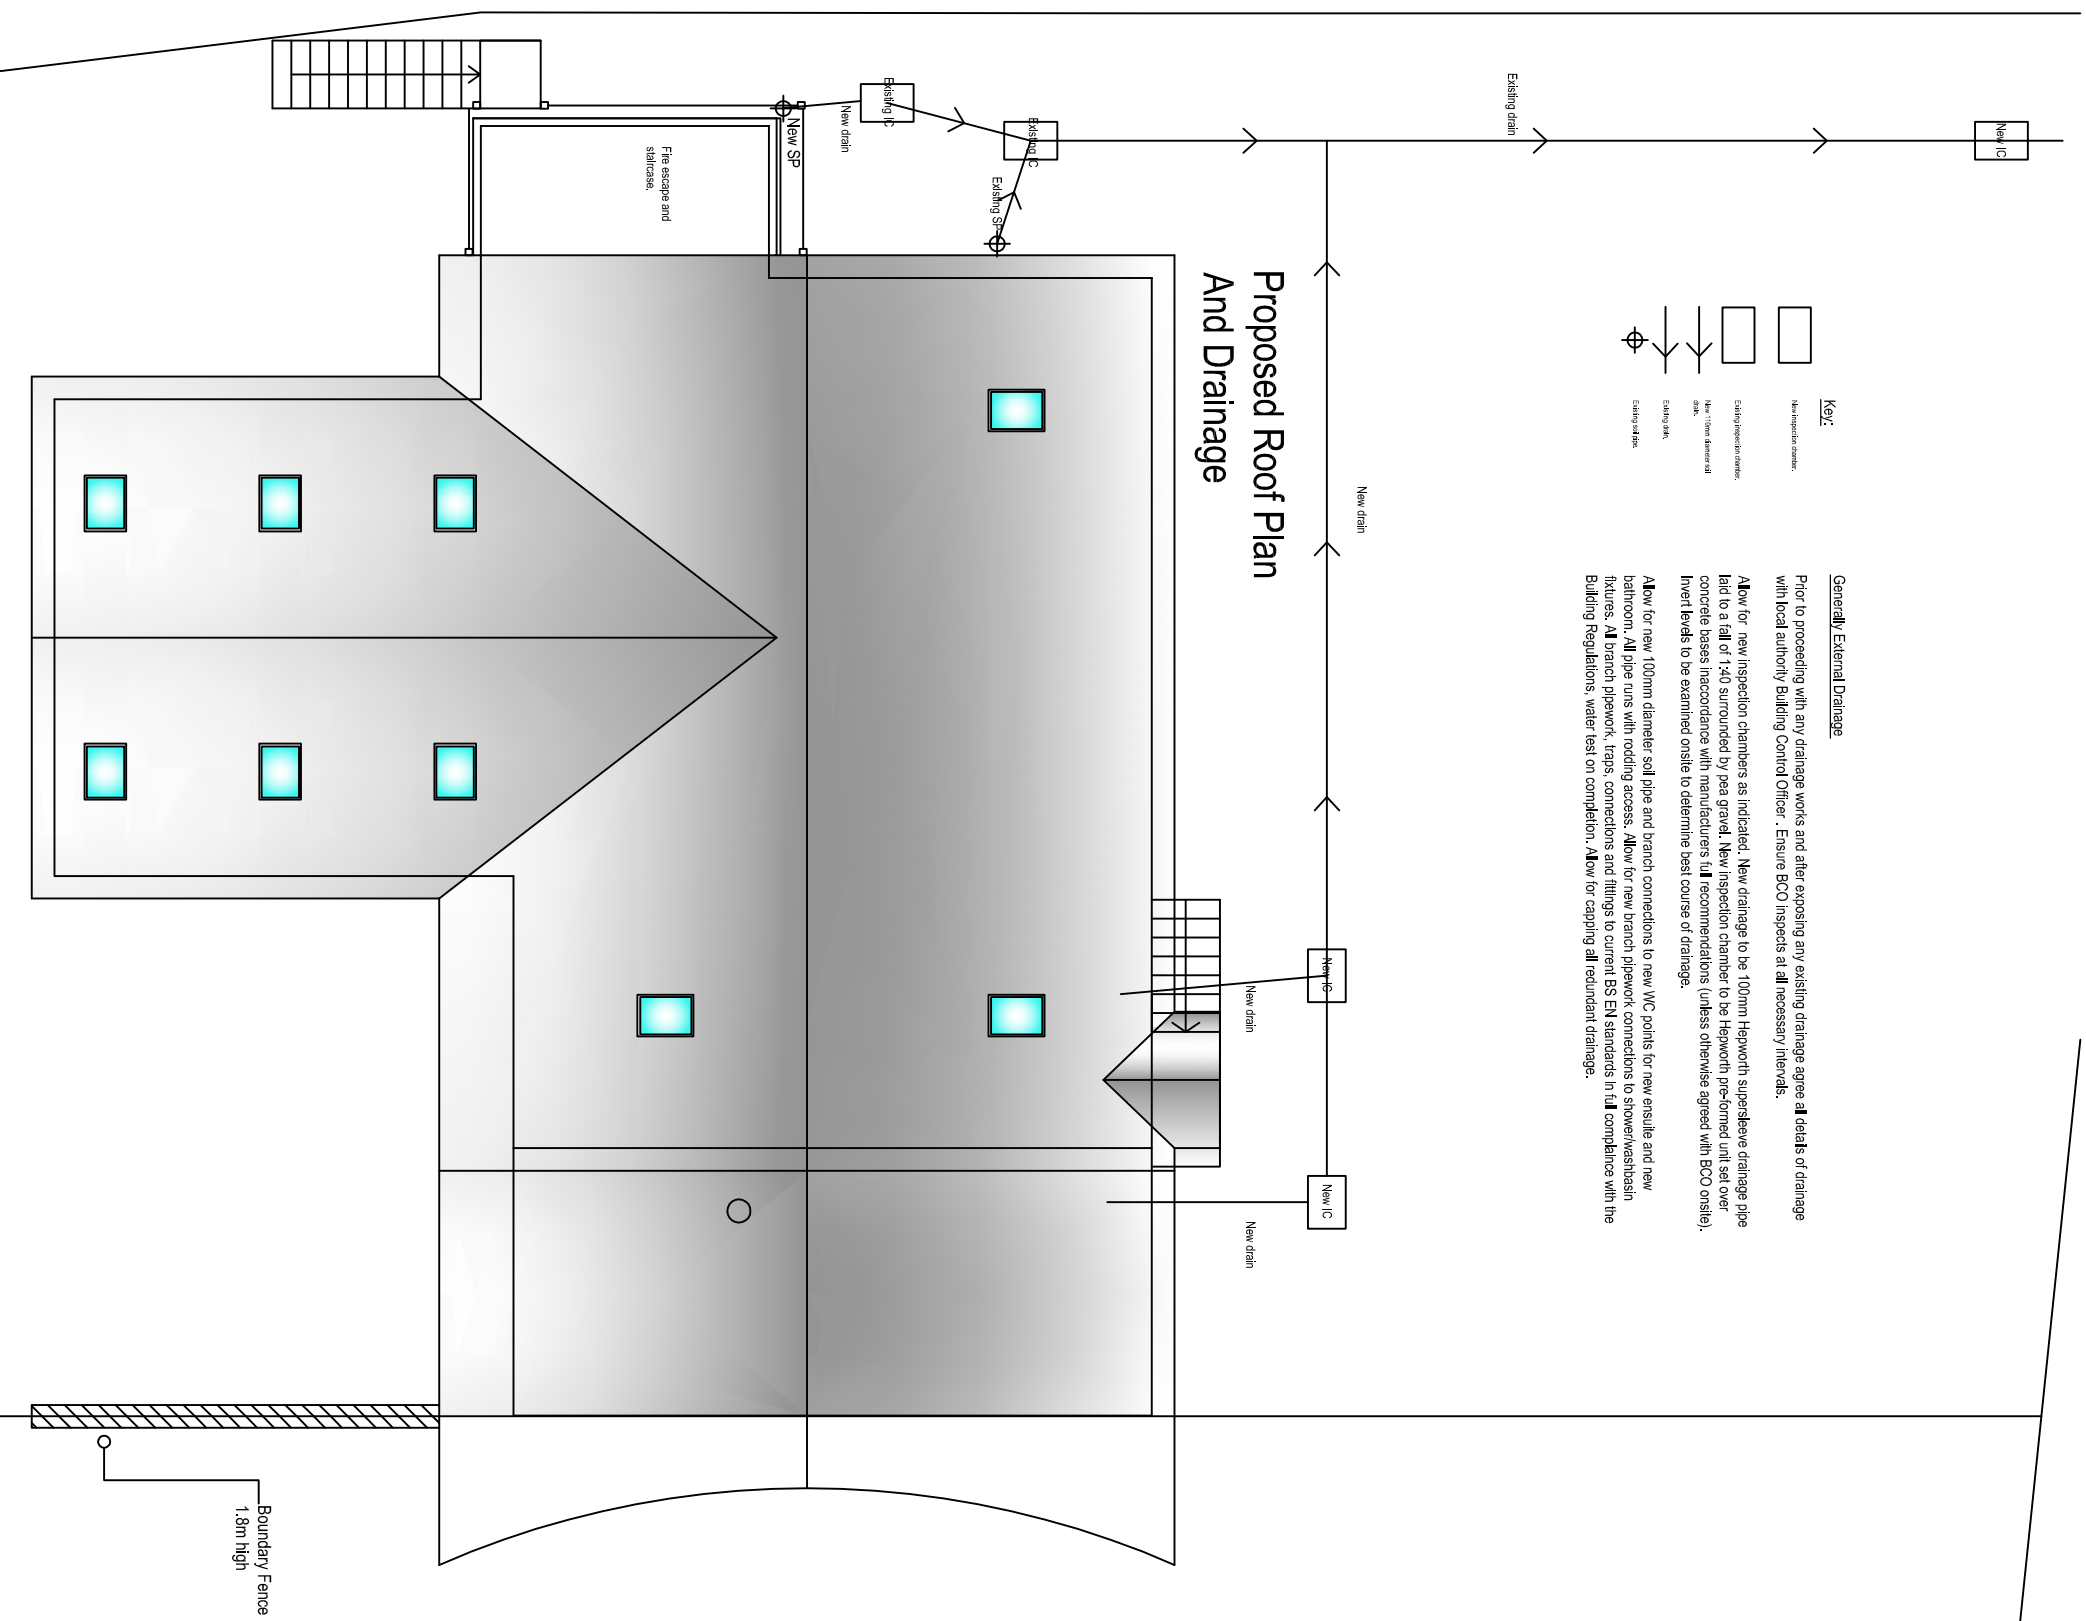 Proposed Roof Plan
And Drainage
Key:
New inspection chamber.
Existing inspection chamber.
New 110mm diameter soil
drain.
Existing drain.
Existing soil pipe.
Generally External Drainage
Prior to proceeding with any drainage works and after exposing any existing drainage agree all details of drainage
with local authority Building Control Officer . Ensure BCO inspects at all necessary intervals.
Allow for new inspection chambers as indicated. New drainage to be 100mm Hepworth supersleeve drainage pipe
laid to a fall of 1:40 surrounded by pea gravel. New inspection chamber to be Hepworth pre-formed unit set over
concrete bases inaccordance with manufacturers full recommendations (unless otherwise agreed with BCO onsite).
Invert levels to be examined onsite to determine best course of drainage.
Allow for new 100mm diameter soil pipe and branch connections to new WC points for new ensuite and new
bathroom. All pipe runs with rodding access. Allow for new branch pipework connections to shower/washbasin
fixtures. All branch pipework, traps, connections and fittings to current BS EN standards in full complaince with the
Building Regulations, water test on completion. Allow for capping all redundant drainage.
New IC
Existing drain
Existing IC
Existing IC
New drain
New SP
Existing SP
Fire escape and
staircase.
New drain
New IC
New drain
New IC
New drain
Boundary Fence
1.8m high